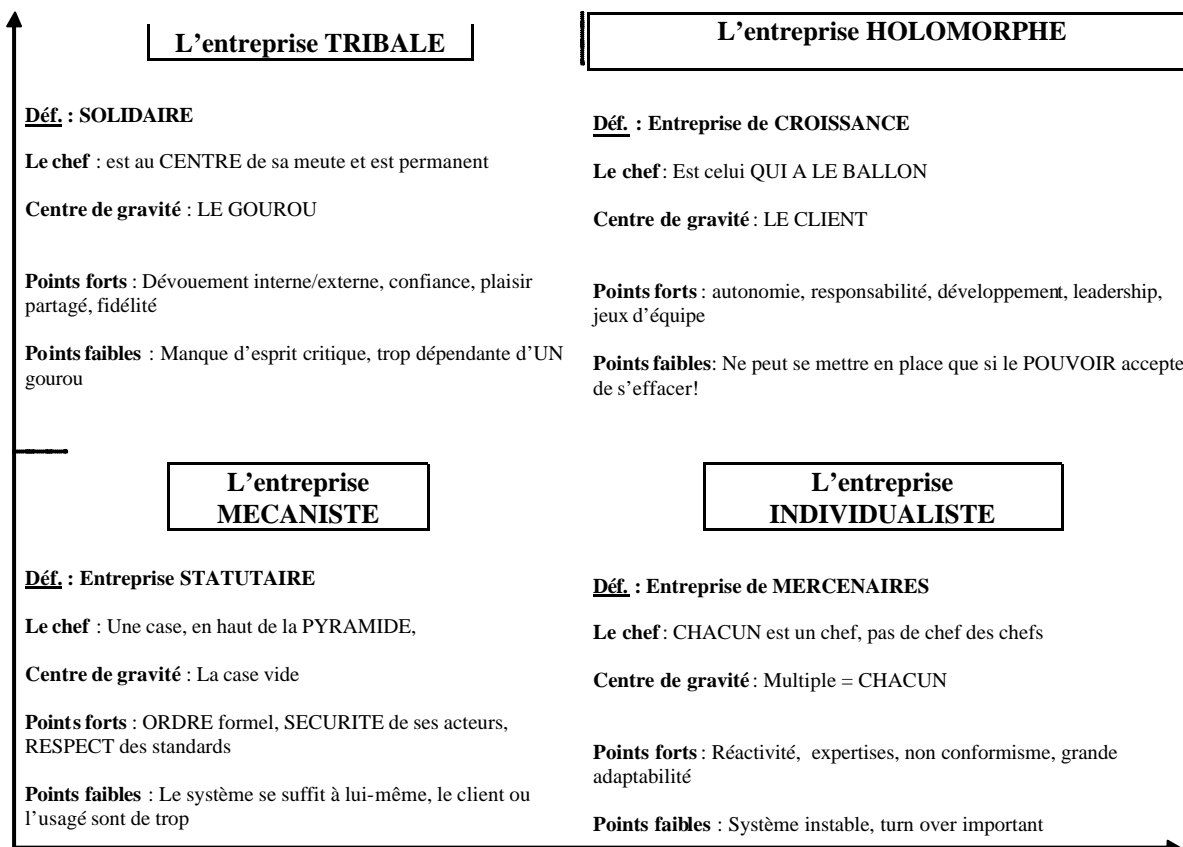 L'entreprise TRIBALE
Déf. : SOLIDAIRE
Le chef : est au CENTRE de sa meute et est permanent
Centre de gravité : LE GOUROU
Points forts : Dévouement interne/externe, confiance, plaisir
partagé, fidélité
Points faibles : Manque d'esprit critique, trop dépendante d'UN
gourou
L'entreprise HOLOMORPHE
Déf. : Entreprise de CROISSANCE
Le chef : Est celui QUI A LE BALLON
Centre de gravité : LE CLIENT
Points forts : autonomie, responsabilité, développement, leadership,
jeux d'équipe
Points faibles: Ne peut se mettre en place que si le POUVOIR accepte
de s'effacer!
L'entreprise
MECANISTE
Déf. : Entreprise STATUTAIRE
Le chef : Une case, en haut de la PYRAMIDE,
Centre de gravité : La case vide
Points forts : ORDRE formel, SECURITE de ses acteurs,
RESPECT des standards
Points faibles : Le système se suffit à lui-même, le client ou
l'usagé sont de trop
L'entreprise
INDIVIDUALISTE
Déf. : Entreprise de MERCENAIRES
Le chef : CHACUN est un chef, pas de chef des chefs
Centre de gravité : Multiple = CHACUN
Points forts : Réactivité, expertises, non conformisme, grande
adaptabilité
Points faibles : Système instable, turn over important